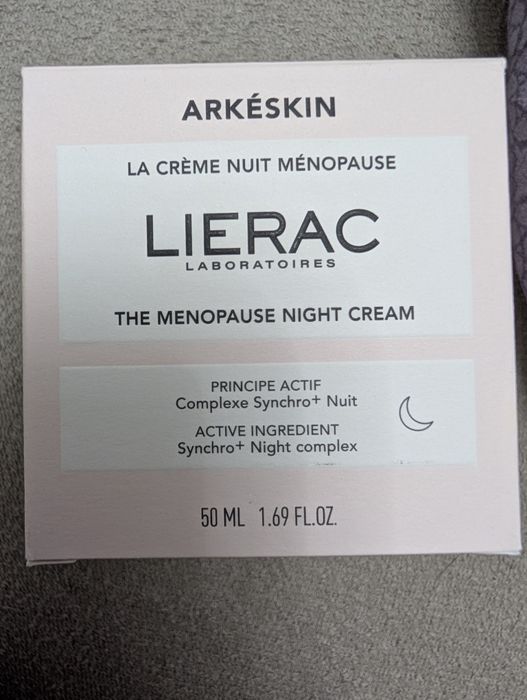 ARKÉSKIN
LA CRÈME NUIT MÉNOPAUSE
LIERAC
LABORATOIRES
THE MENOPAUSE NIGHT CREAM
PRINCIPE ACTIF
Complexe Synchro+ Nuit
ACTIVE INGREDIENT
Synchro+ Night complex
50 ML 1.69 FL.OZ.